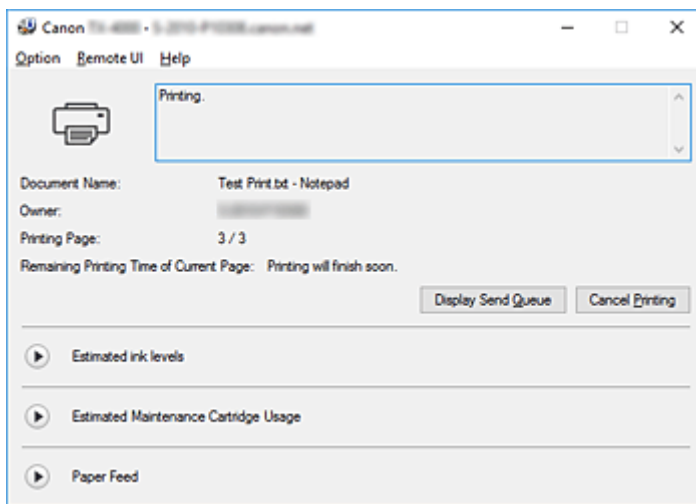 Canon
Option Remote UI Help
Printing.
Document Name: Test Print.txt - Notepad
Owner:
Printing Page: 3 / 3
Remaining Printing Time of Current Page: Printing will finish soon.
Display Send Queue Cancel Printing
Estimated ink levels
Estimated Maintenance Cartridge Usage
Paper Feed